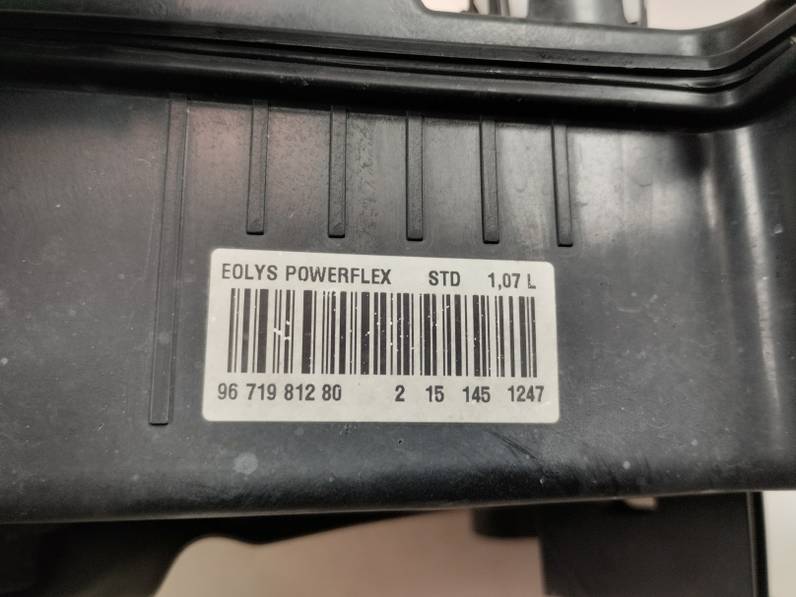 EOLYS POWERFLEX STD 1,07 L
96 719 812 80 2 15 145 1247